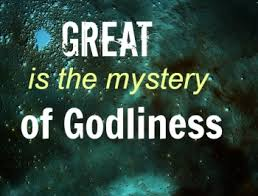 GREAT
is the mystery
of Godliness